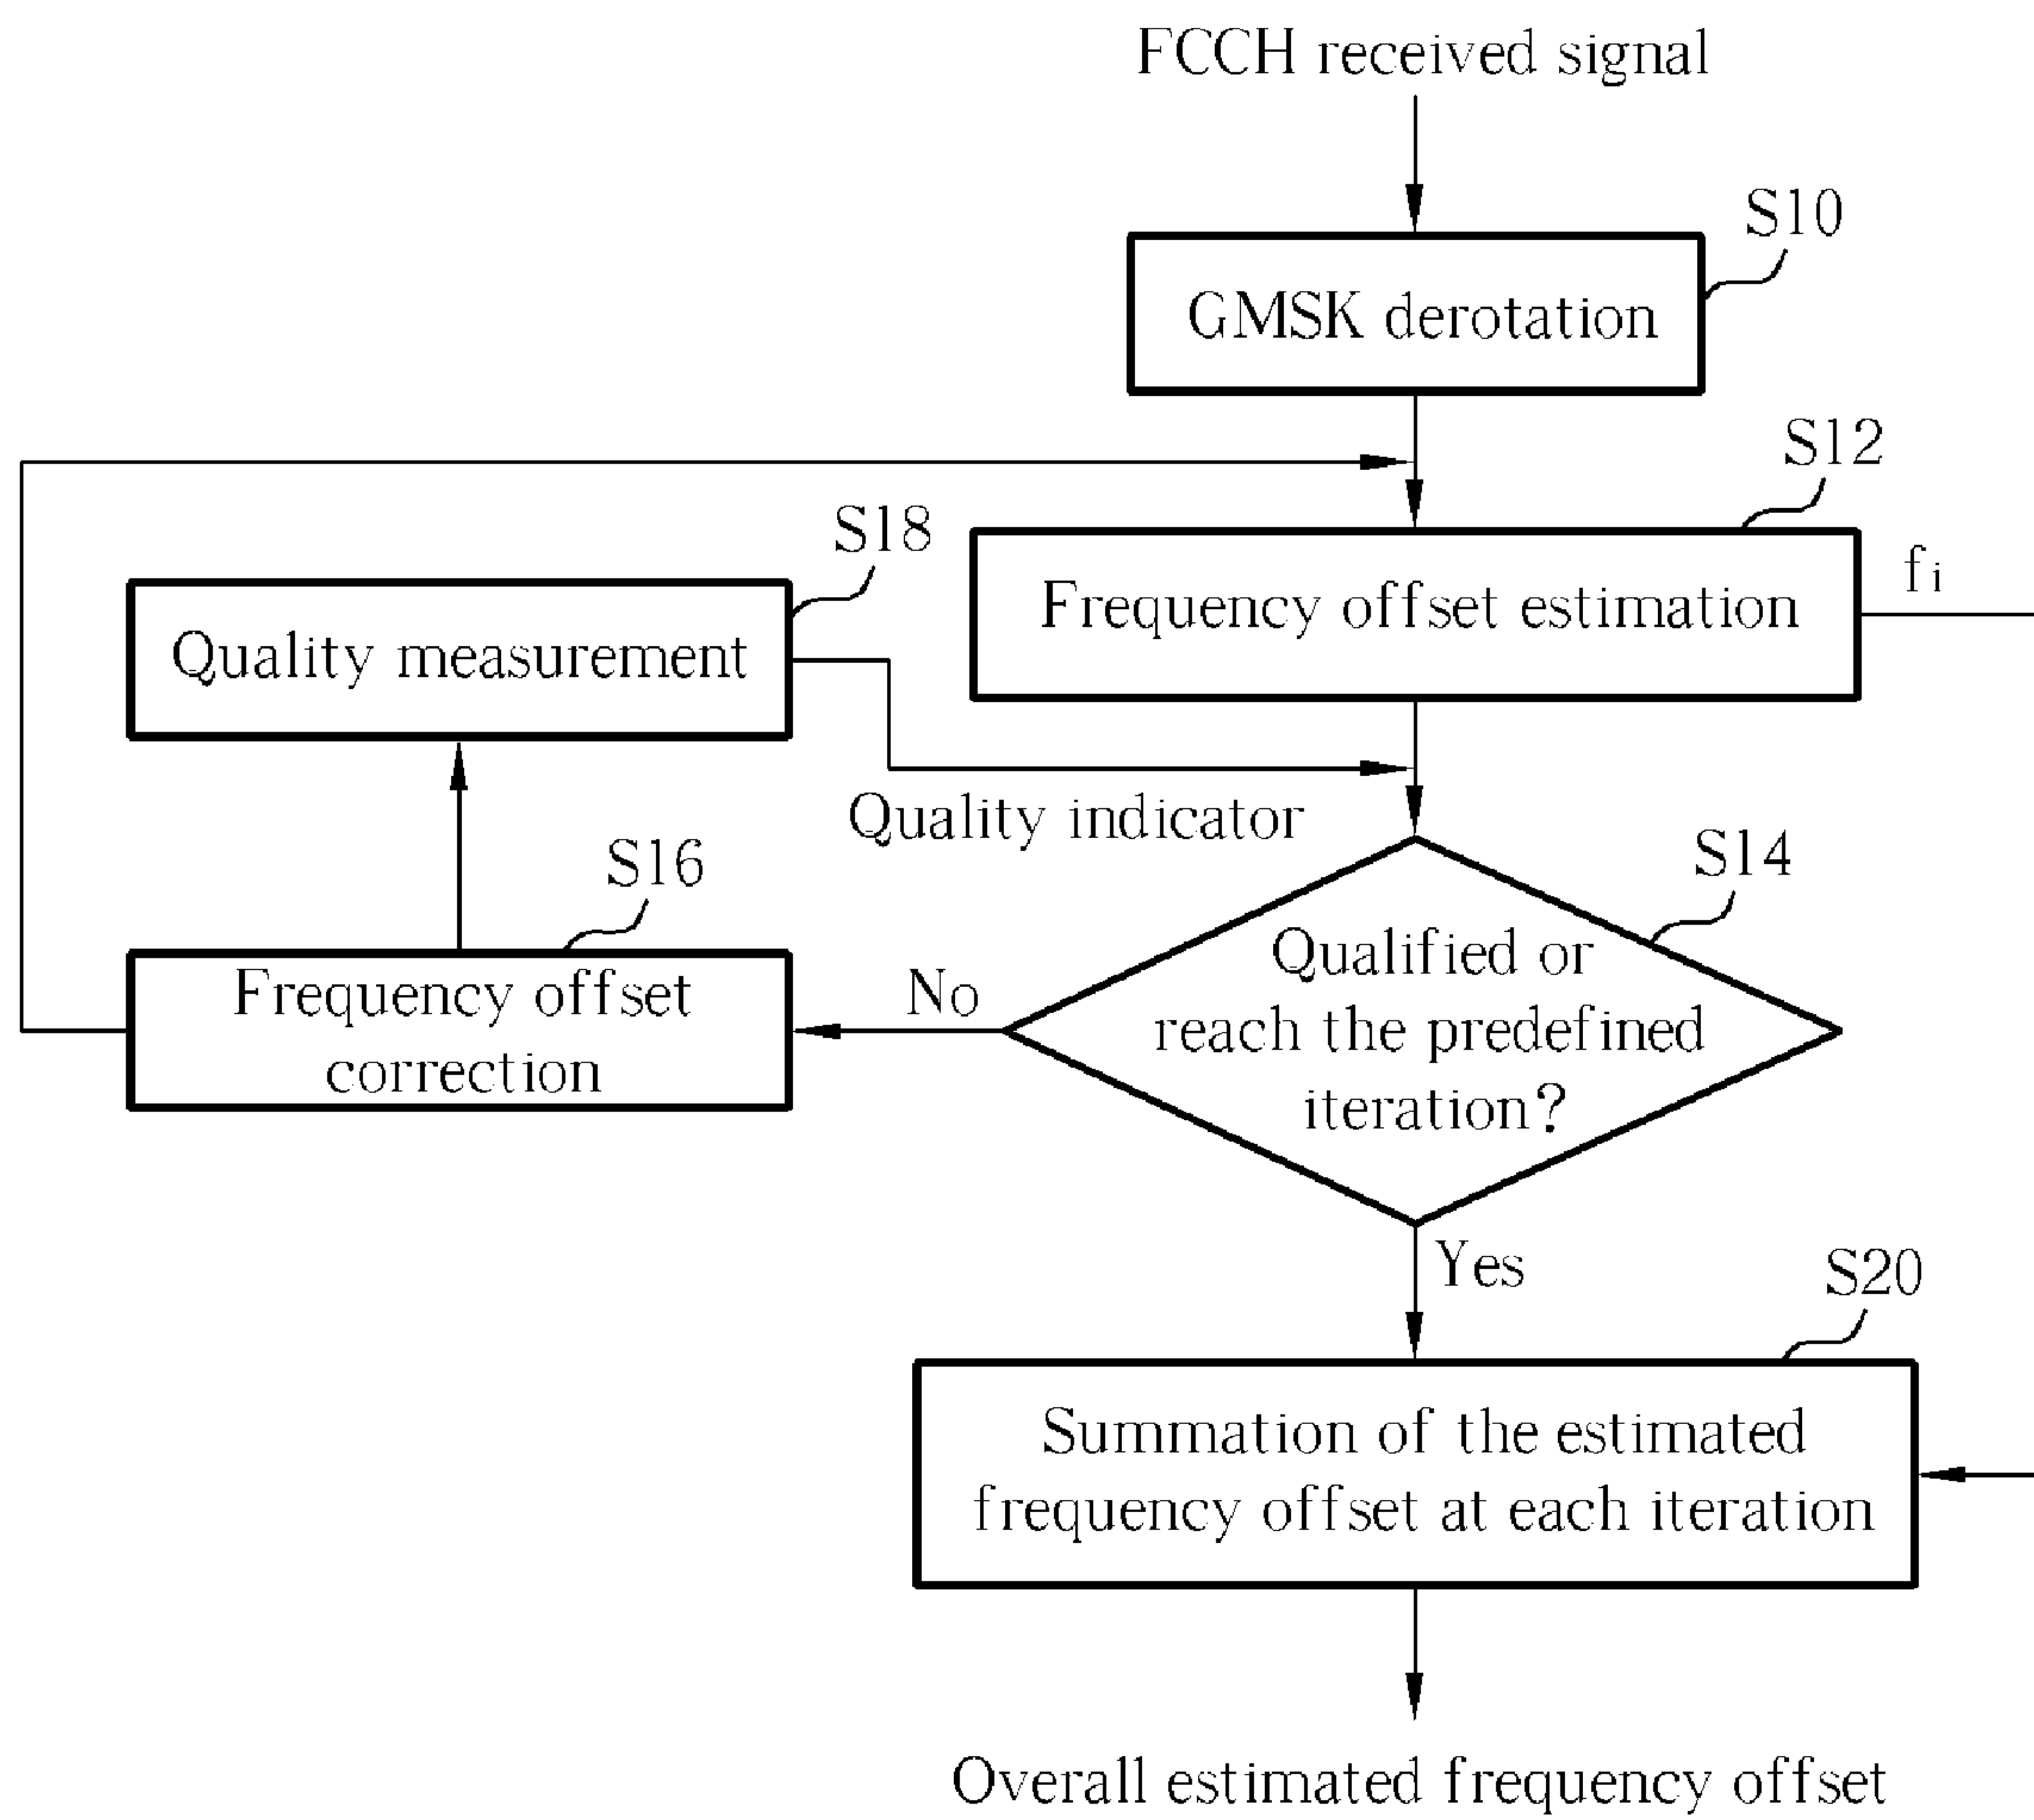 FCCH received signal
S10
GMSK derotation
S12
S18
fi
Frequency offset estimation
Quality measurement
Quality indicator
S14
S16
Qualified or
reach the predefined
iteration?
No
Frequency offset
correction
Yes
S20
Summation of the estimated
frequency offset at each iteration
Overall estimated frequency offset